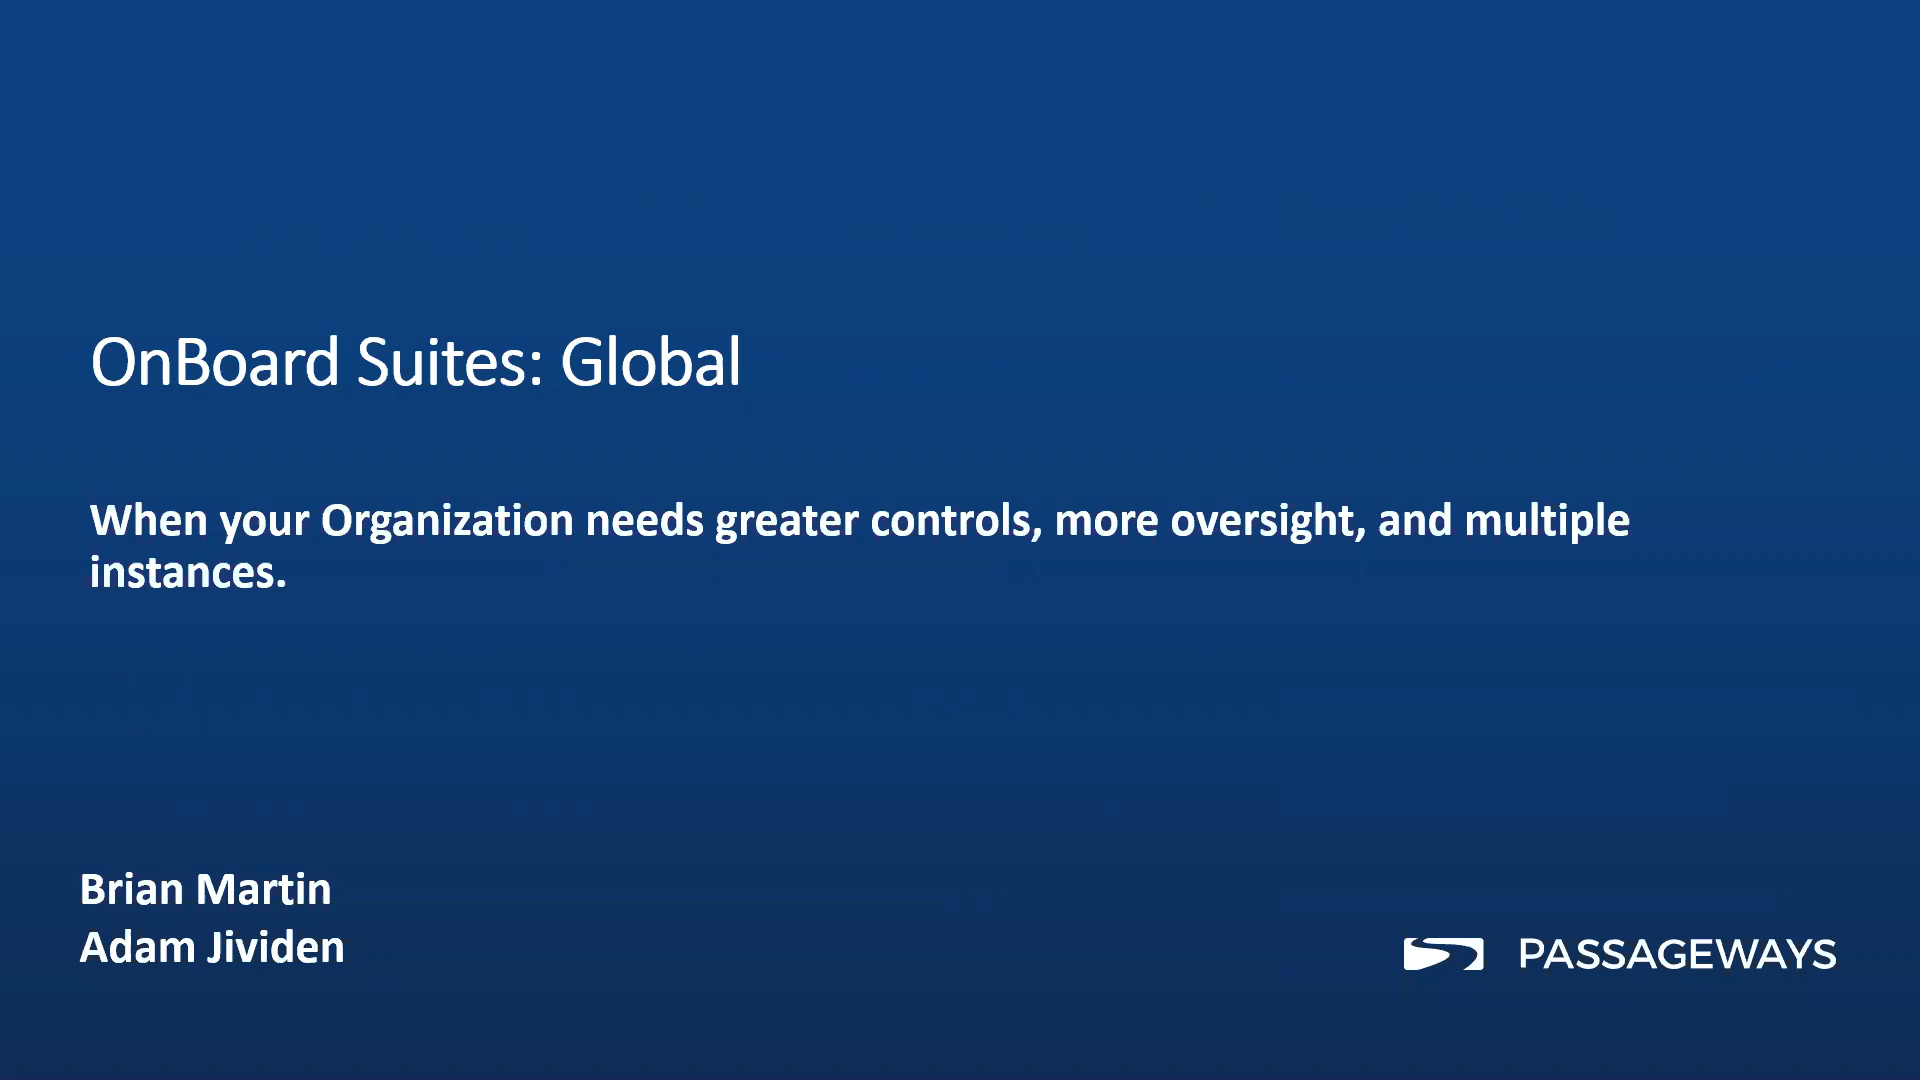 OnBoard Suites: Global
When your Organization needs greater controls, more oversight, and multiple
instances.
Brian Martin
Adam Jividen
PASSAGEWAYS